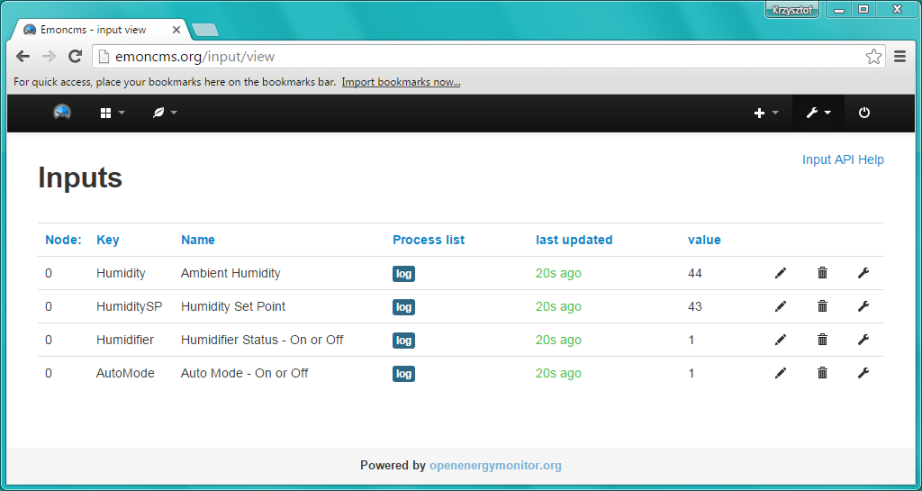 Krzysztof
Emoncms - input view
emoncms.org/input/view
For quick access, place your bookmarks here on the bookmarks bar. Import bookmarks now...
Input API Help
Inputs
Node: Key Name Process list last updated value
0 Humidity Ambient Humidity log 20s ago 44
0 HumiditySP Humidity Set Point log 20s ago 43
0 Humidifier Humidifier Status - On or Off log 20s ago 1
0 AutoMode Auto Mode - On or Off log 20s ago 1
Powered by openenergymonitor.org